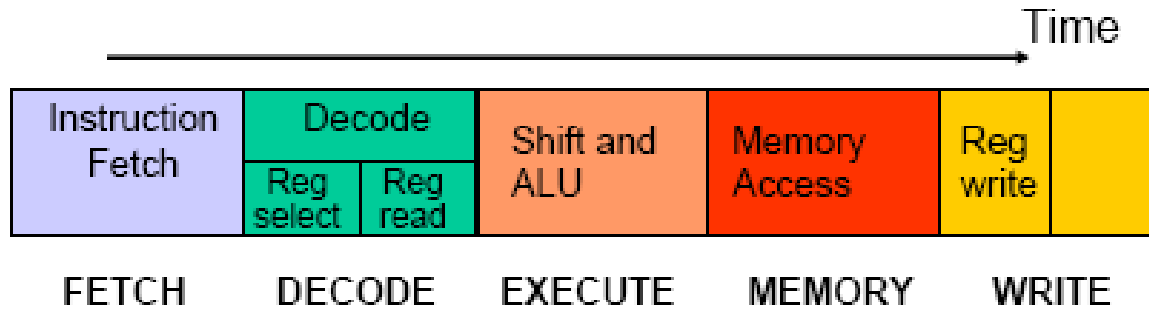 Time
Instruction
Fetch
Decode
Reg
select
Reg
read
Shift and
ALU
Memory
Access
Reg
write
FETCH
DECODE
EXECUTE
MEMORY
WRITE